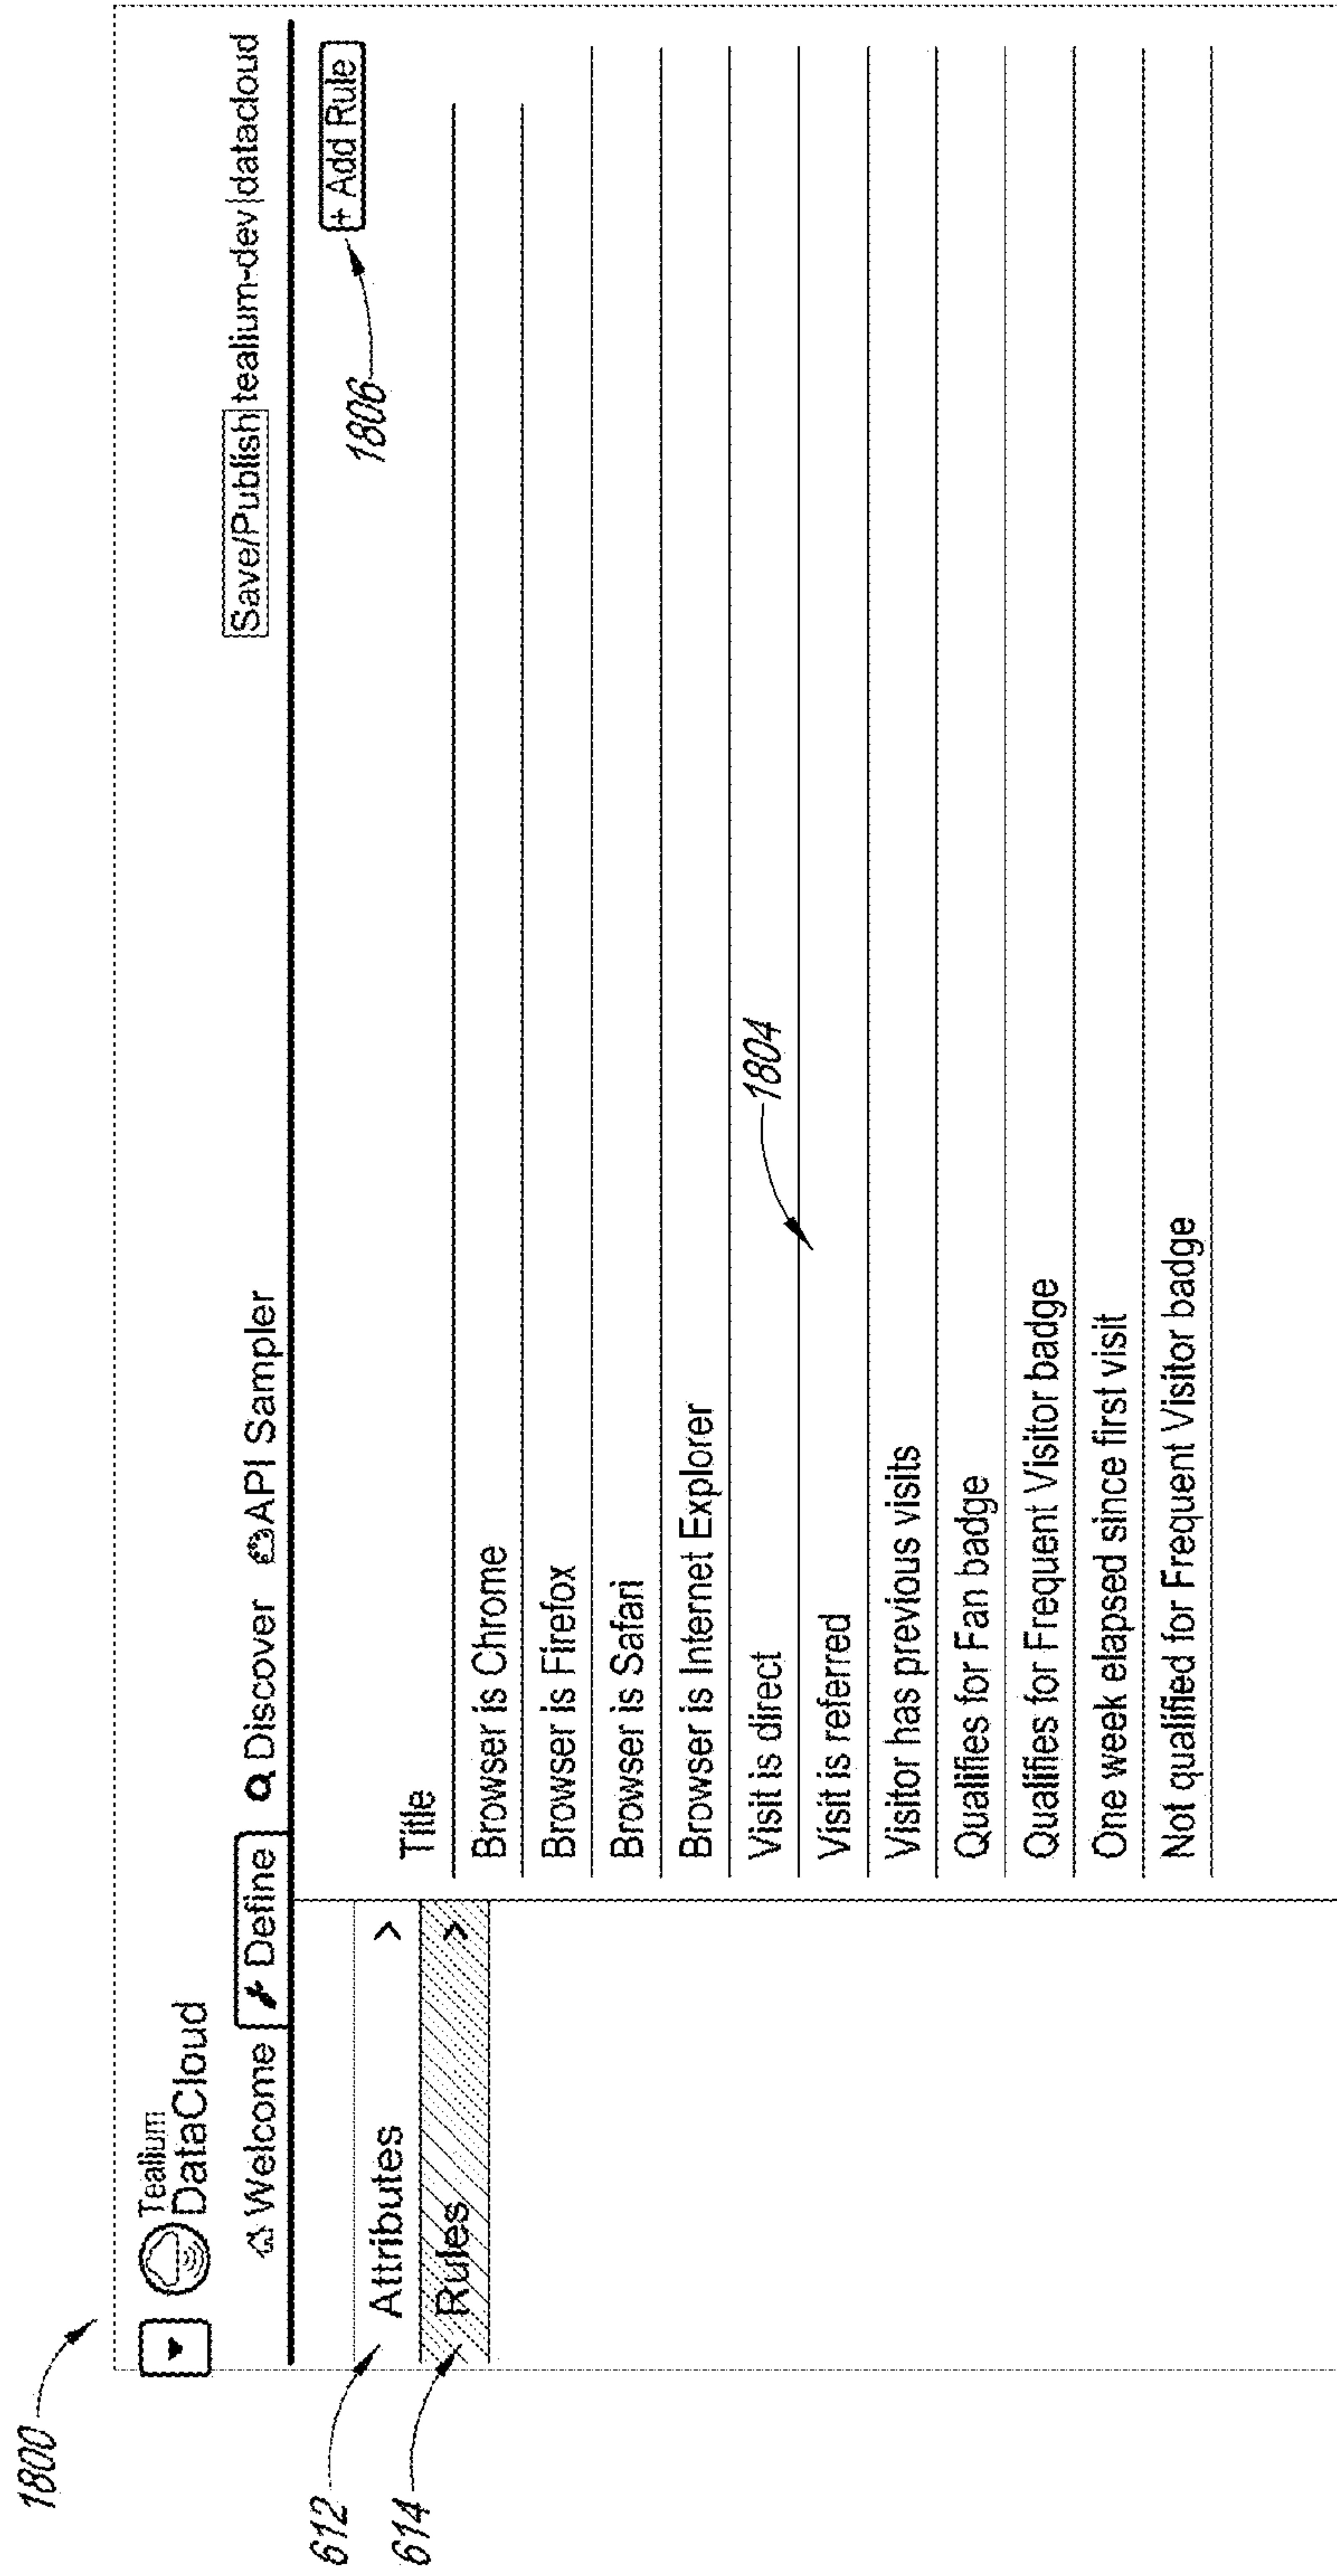 1800
Tealium
DataCloud
Save/Publish tealium-dev datacloud
Welcome Define Discover API Sampler
+ Add Rule
1806
612
Attributes >
614
Rules >
Title
Browser is Chrome
Browser is Firefox
Browser is Safari
Browser is Internet Explorer
Visit is direct
1804
Visit is referred
Visitor has previous visits
Qualifies for Fan badge
Qualifies for Frequent Visitor badge
One week elapsed since first visit
Not qualified for Frequent Visitor badge